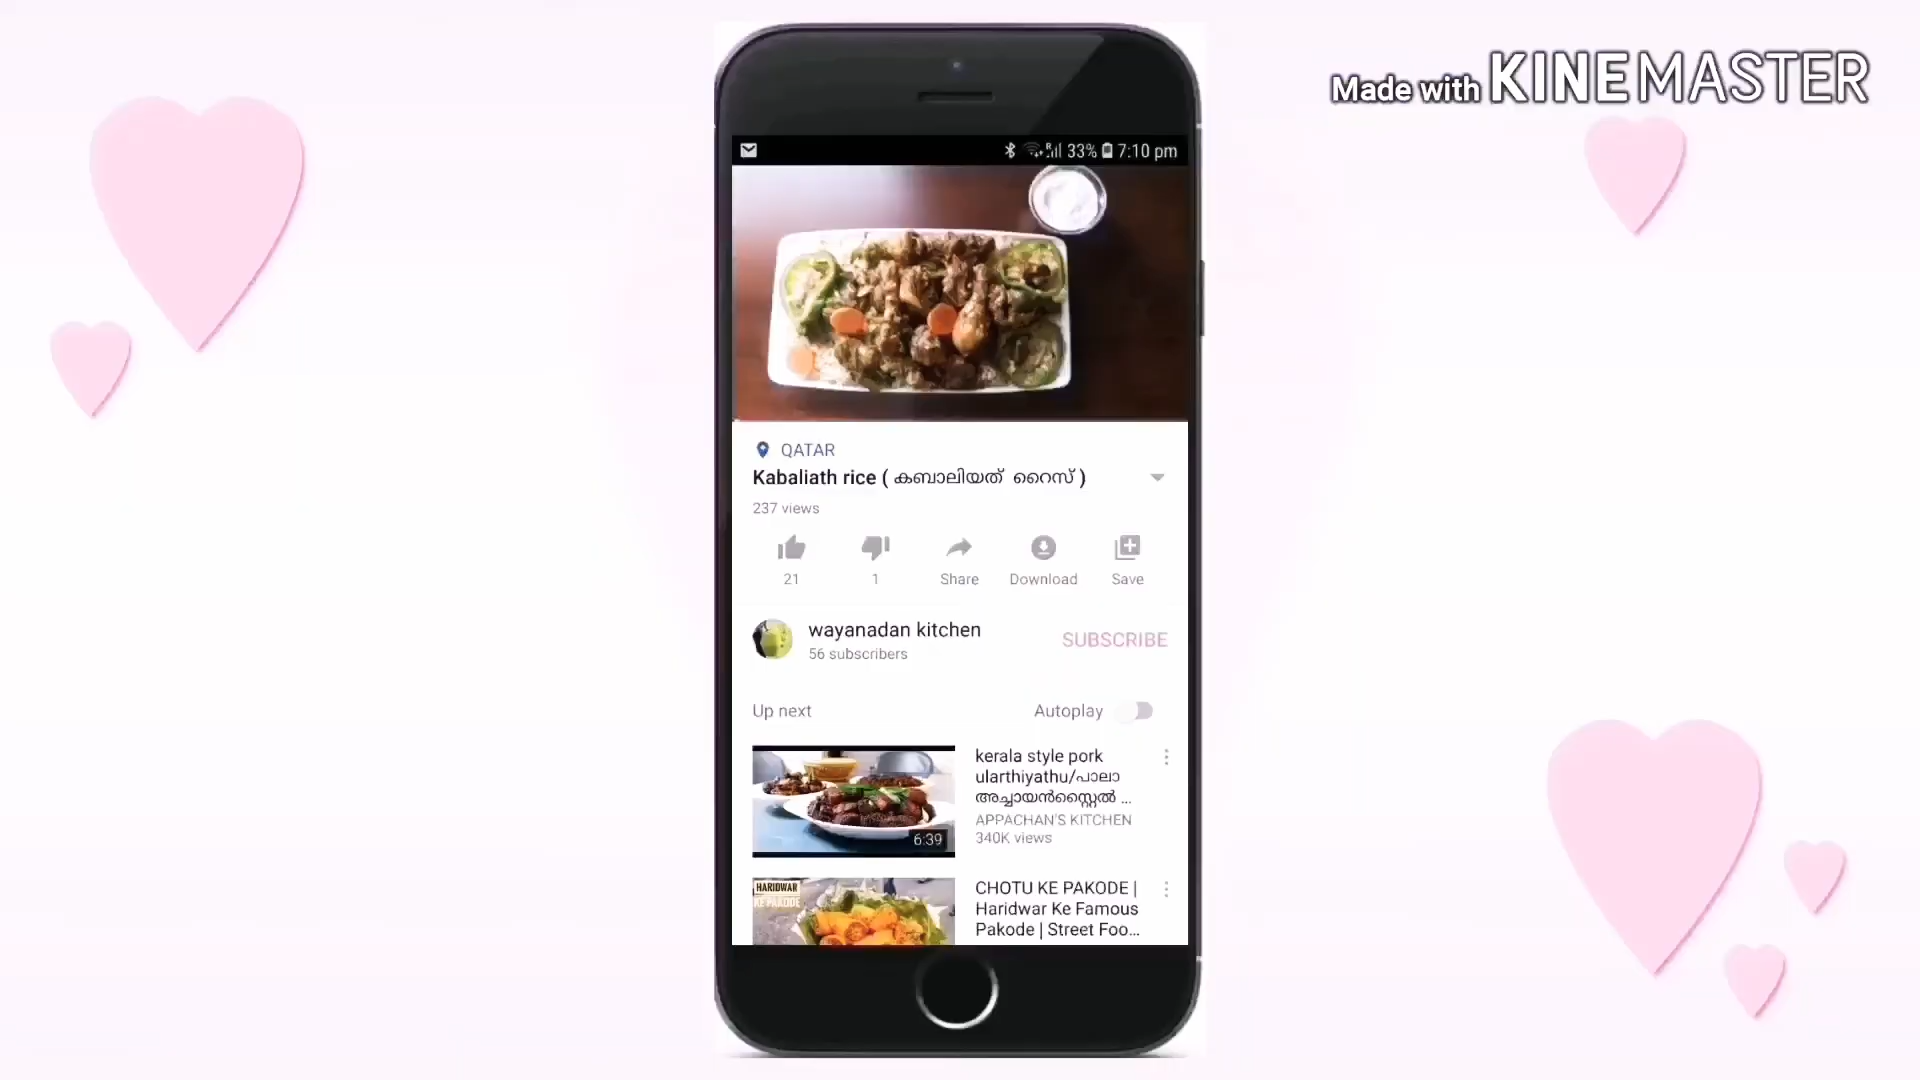 Made with KINEMASTER
33% 7:10 pm
QATAR
Kabaliath rice ( കബാലിയത് റൈസ് )
237 views
21
1
Share
Download
Save
wayanadan kitchen
56 subscribers
SUBSCRIBE
Up next
Autoplay
6:39
kerala style pork
ularthiyathu/പാലാ
അച്ചായൻസ്റ്റൈൽ ...
APPACHAN'S KITCHEN
340K views
HARIDWAR
KE PAKODE
CHOTU KE PAKODE |
Haridwar Ke Famous
Pakode | Street Foo...